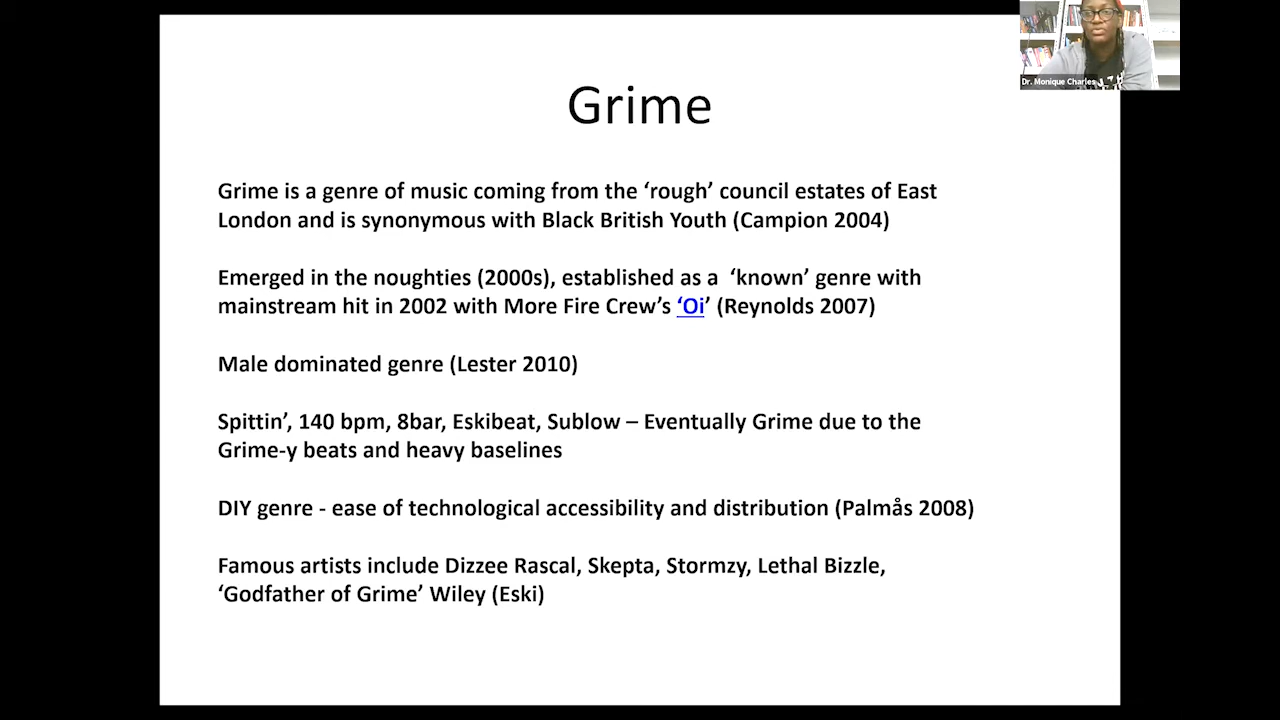 Grime
Dr. Monique Charles
Grime is a genre of music coming from the ‘rough’ council estates of East
London and is synonymous with Black British Youth (Campion 2004)
Emerged in the noughties (2000s), established as a  ‘known’ genre with
mainstream hit in 2002 with More Fire Crew’s ‘Oi’ (Reynolds 2007)
Male dominated genre (Lester 2010)
Spittin’, 140 bpm, 8bar, Eskibeat, Sublow – Eventually Grime due to the
Grime-y beats and heavy baselines
DIY genre - ease of technological accessibility and distribution (Palmås 2008)
Famous artists include Dizzee Rascal, Skepta, Stormzy, Lethal Bizzle,
‘Godfather of Grime’ Wiley (Eski)